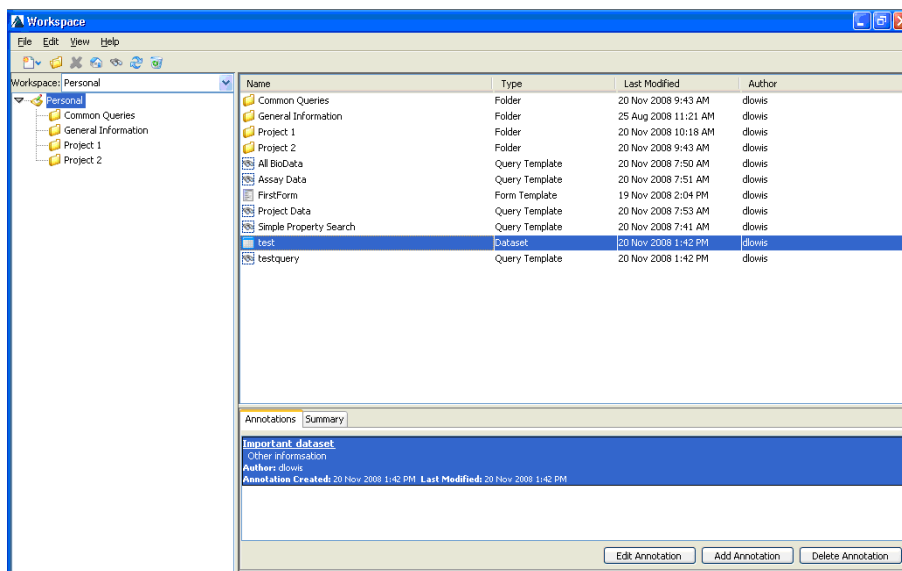 Workspace
File Edit View Help
Workspace: Personal
Personal
Common Queries
General Information
Project 1
Project 2
Name Type Last Modified Author
Common Queries Folder 20 Nov 2008 9:43 AM dlowis
General Information Folder 25 Aug 2008 11:21 AM dlowis
Project 1 Folder 20 Nov 2008 10:18 AM dlowis
Project 2 Folder 20 Nov 2008 9:43 AM dlowis
All BioData Query Template 20 Nov 2008 7:50 AM dlowis
Assay Data Query Template 20 Nov 2008 7:51 AM dlowis
FirstForm Form Template 19 Nov 2008 2:04 PM dlowis
Project Data Query Template 20 Nov 2008 7:53 AM dlowis
Simple Property Search Query Template 20 Nov 2008 7:41 AM dlowis
test Dataset 20 Nov 2008 1:42 PM dlowis
testquery Query Template 20 Nov 2008 1:42 PM dlowis
Annotations Summary
Important dataset
Other informsation
Author: dlowis
Annotation Created: 20 Nov 2008 1:42 PM Last Modified: 20 Nov 2008 1:42 PM
Edit Annotation Add Annotation Delete Annotation